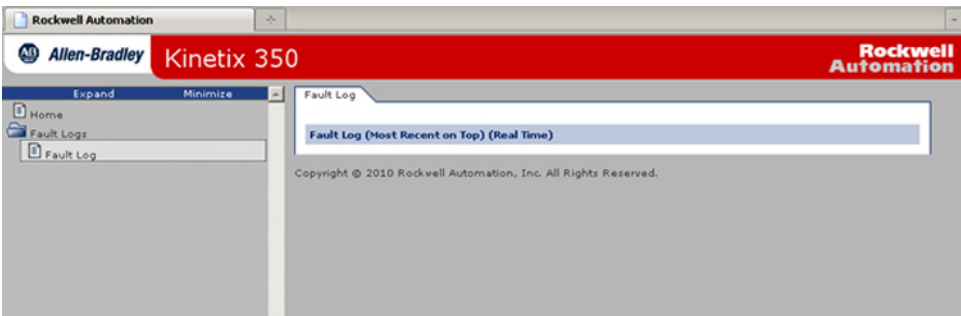 Rockwell Automation
AB Allen-Bradley
Kinetix 350
Rockwell
Automation
Expand Minimize
Home
Fault Logs
Fault Log
Fault Log
Fault Log (Most Recent on Top) (Real Time)
Copyright © 2010 Rockwell Automation, Inc. All Rights Reserved.